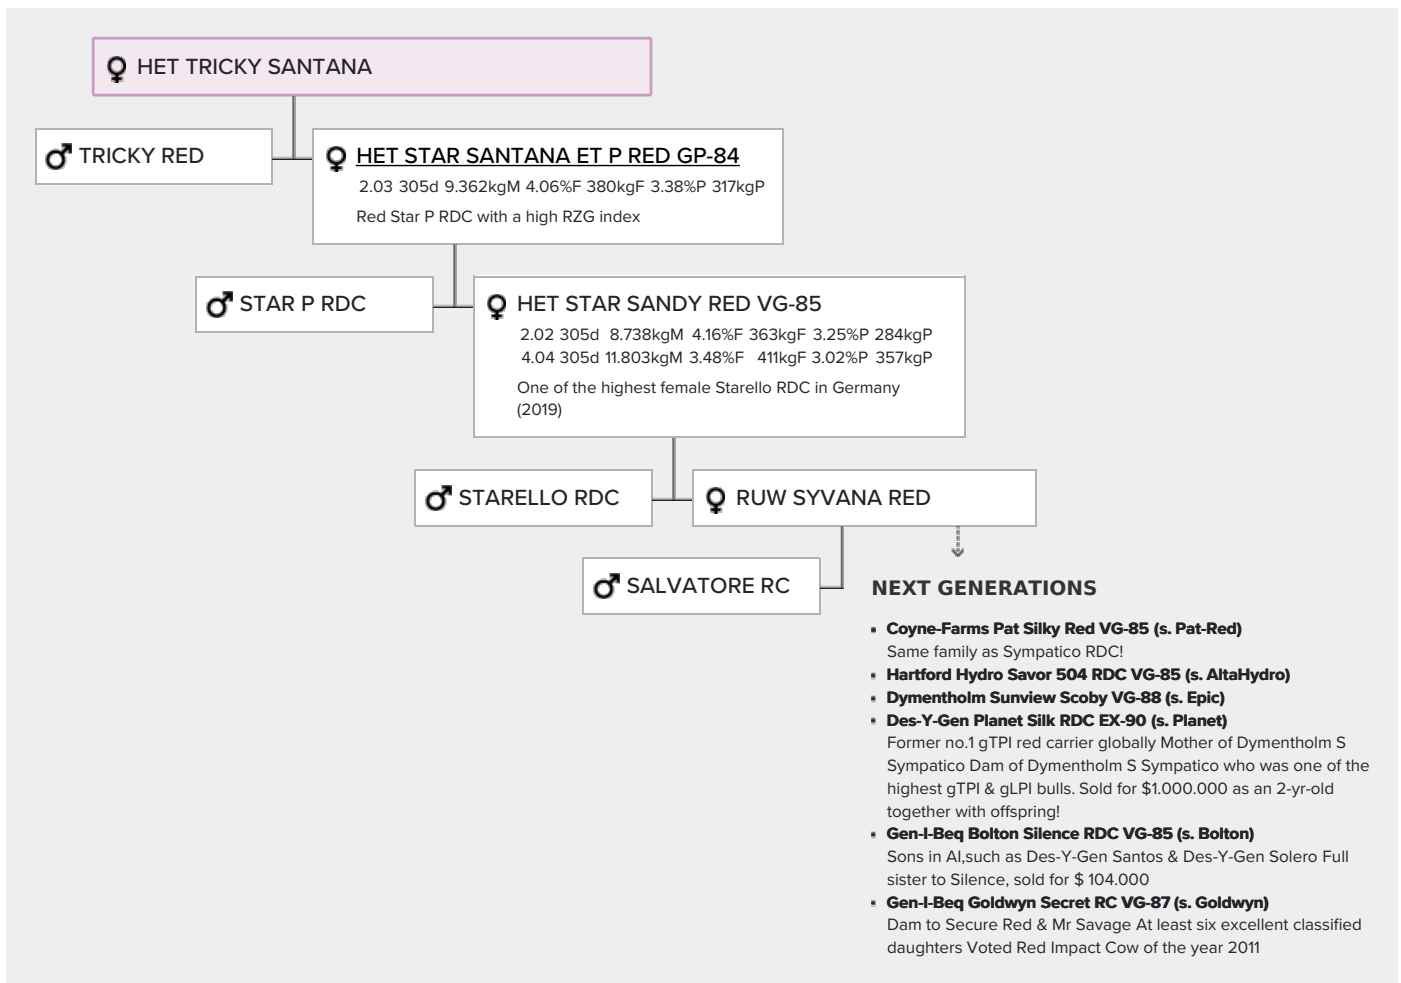 HET TRICKY SANTANA
TRICKY RED
HET STAR SANTANA ET P RED GP-84
2.03 305d 9.362kgM 4.06%F 380kgF 3.38%P 317kgP
Red Star P RDC with a high RZG index
STAR P RDC
HET STAR SANDY RED VG-85
2.02 305d 8.738kgM 4.16%F 363kgF 3.25%P 284kgP
4.04 305d 11.803kgM 3.48%F 411kgF 3.02%P 357kgP
One of the highest female Starello RDC in Germany
(2019)
STARELLO RDC
RUW SYVANA RED
SALVATORE RC
NEXT GENERATIONS
Coyne-Farms Pat Silky Red VG-85 (s. Pat-Red)
Same family as Sympatico RDC!
Hartford Hydro Savor 504 RDC VG-85 (s. AltaHydro)
Dymentholm Sunview Scoby VG-88 (s. Epic)
Des-Y-Gen Planet Silk RDC EX-90 (s. Planet)
Former no.1 gTPI red carrier globally Mother of Dymentholm S
Sympatico Dam of Dymentholm S Sympatico who was one of the
highest gTPI & gLPI bulls. Sold for $1.000.000 as an 2-yr-old
together with offspring!
Gen-I-Beq Bolton Silence RDC VG-85 (s. Bolton)
Sons in AI,such as Des-Y-Gen Santos & Des-Y-Gen Solero Full
sister to Silence, sold for $ 104.000
Gen-I-Beq Goldwyn Secret RC VG-87 (s. Goldwyn)
Dam to Secure Red & Mr Savage At least six excellent classified
daughters Voted Red Impact Cow of the year 2011